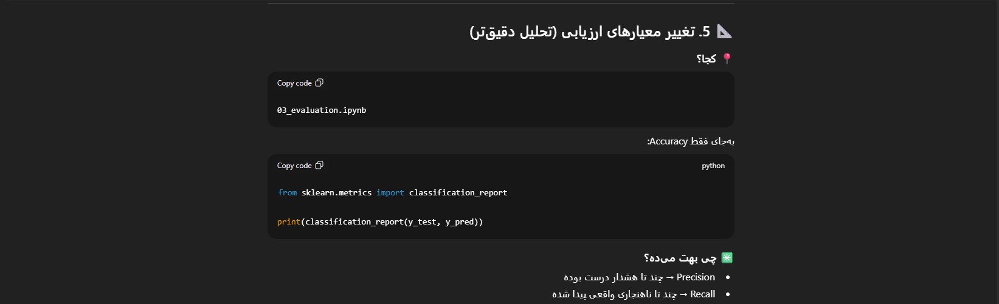 5. تغییر معیارهای ارزیابی (تحلیل دقیق‌تر)
کجا؟
Copy code
03_evaluation.ipynb
به‌جای فقط Accuracy:
Copy code
python
from sklearn.metrics import classification_report
print(classification_report(y_test, y_pred))
چی بهت می‌ده؟
Precision → چند تا هشدار درست بوده
Recall → چند تا ناهنجاری واقعی پیدا شده